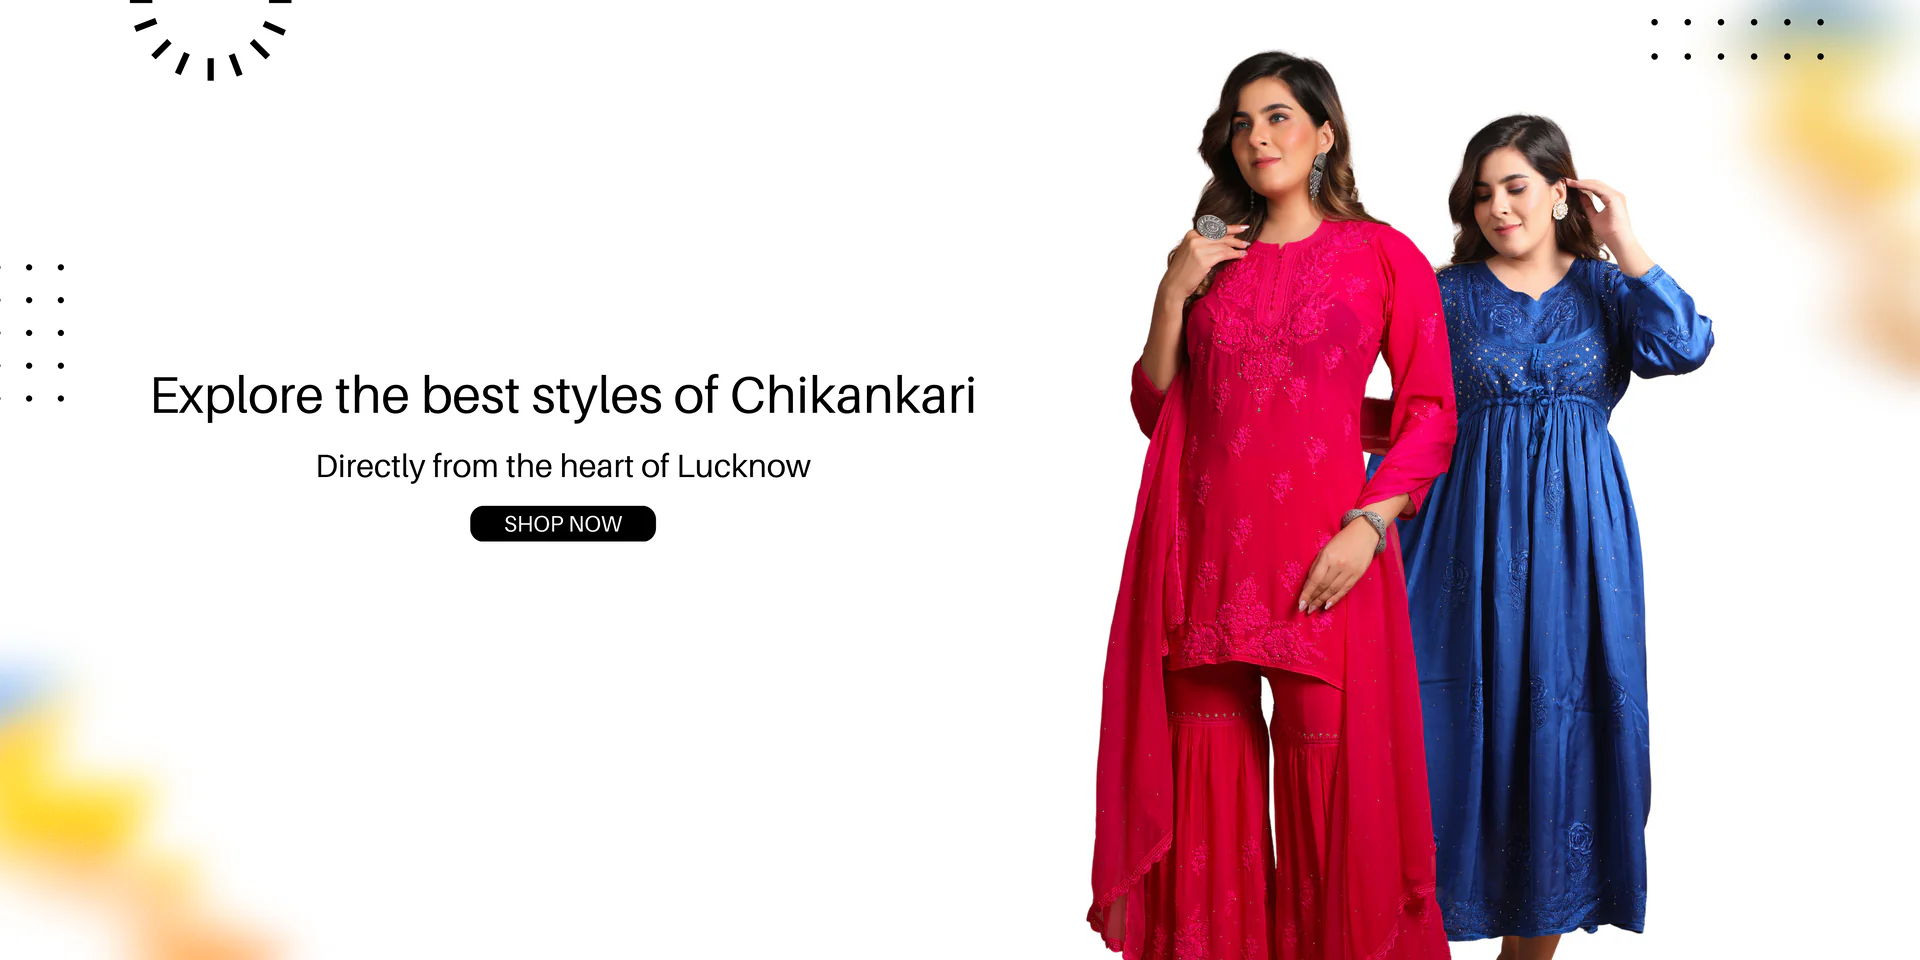 Explore the best styles of Chikankari
Directly from the heart of Lucknow
SHOP NOW